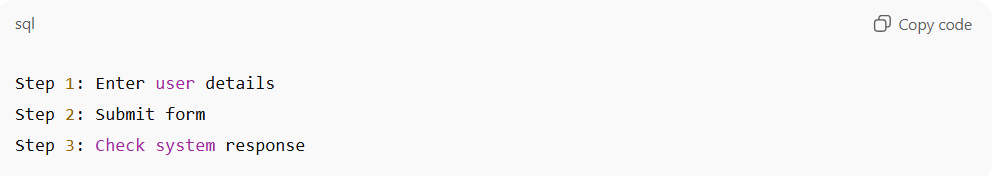 sql
Copy code
Step 1: Enter user details
Step 2: Submit form
Step 3: Check system response